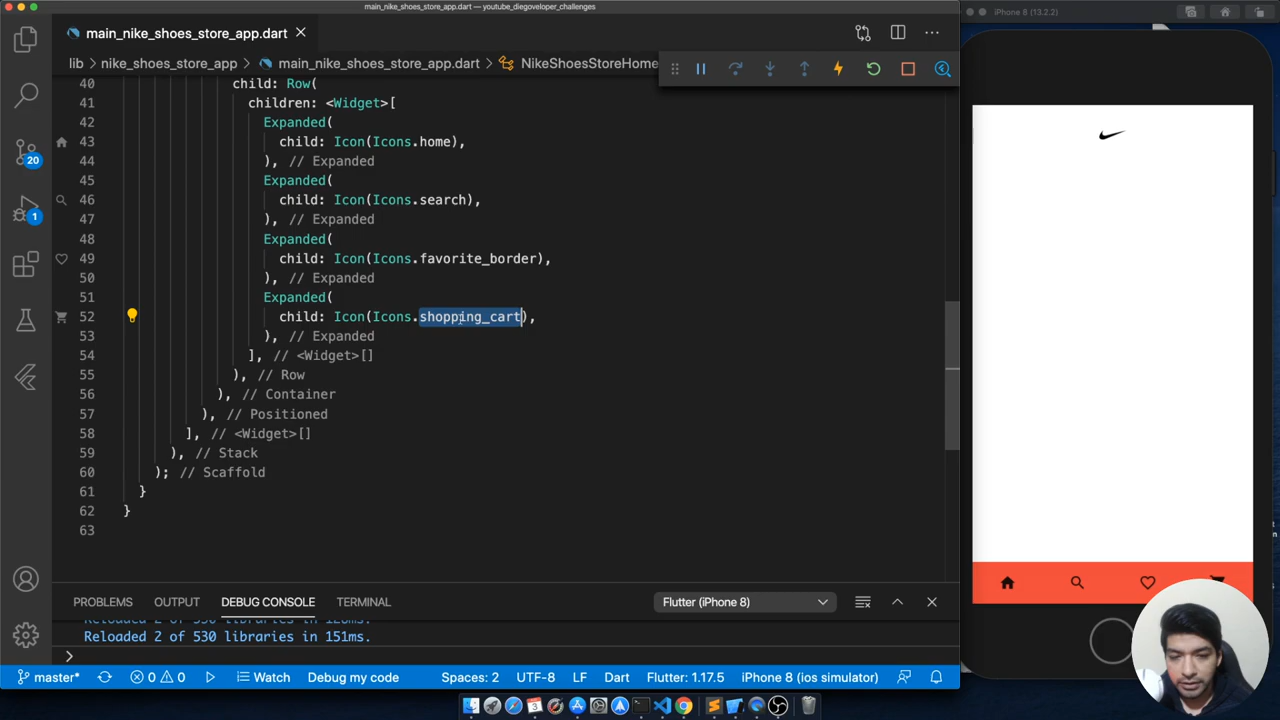 main_nike_shoes_store_app.dart — youtube_diegoveloper_challenges
iPhone 8 (13.2.2)
main_nike_shoes_store_app.dart
lib > nike_shoes_store_app > main_nike_shoes_store_app.dart > NikeShoesStoreHome
40 child: Row(
41 children: <Widget>[
42 Expanded(
43 child: Icon(Icons.home),
44 ), // Expanded
45 Expanded(
46 child: Icon(Icons.search),
47 ), // Expanded
48 Expanded(
49 child: Icon(Icons.favorite_border),
50 ), // Expanded
51 Expanded(
52 child: Icon(Icons.shopping_cart),
53 ), // Expanded
54 ], // <Widget>[]
55 ), // Row
56 ), // Container
57 ), // Positioned
58 ], // <Widget>[]
59 ), // Stack
60 ); // Scaffold
61 }
62 }
63
20
1
PROBLEMS OUTPUT DEBUG CONSOLE TERMINAL Flutter (iPhone 8)
Reloaded 2 of 530 libraries in 151ms.
master* 0 0 Watch Debug my code Spaces: 2 UTF-8 LF Dart Flutter: 1.17.5 iPhone 8 (ios simulator)
3